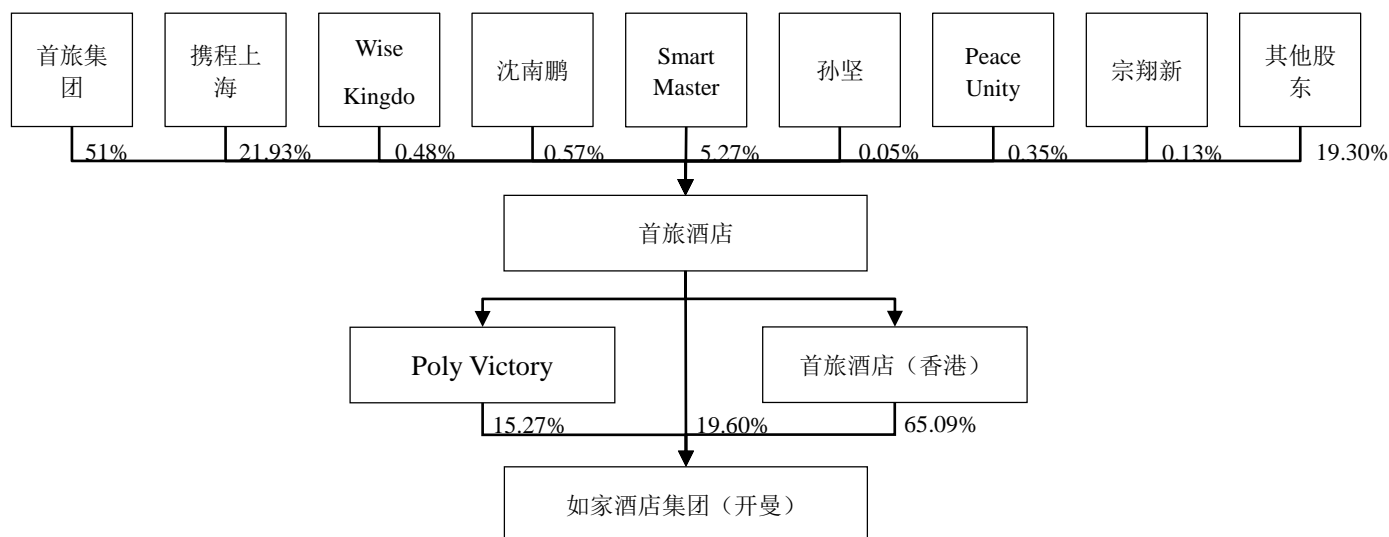 首旅集
团
携程上
海
Wise
Kingdo
沈南鹏
Smart
Master
孙坚
Peace
Unity
宗翔新
其他股
东
51%
21.93%
0.48%
0.57%
5.27%
0.05%
0.35%
0.13%
19.30%
首旅酒店
Poly Victory
首旅酒店（香港）
15.27%
19.60%
65.09%
如家酒店集团（开曼）